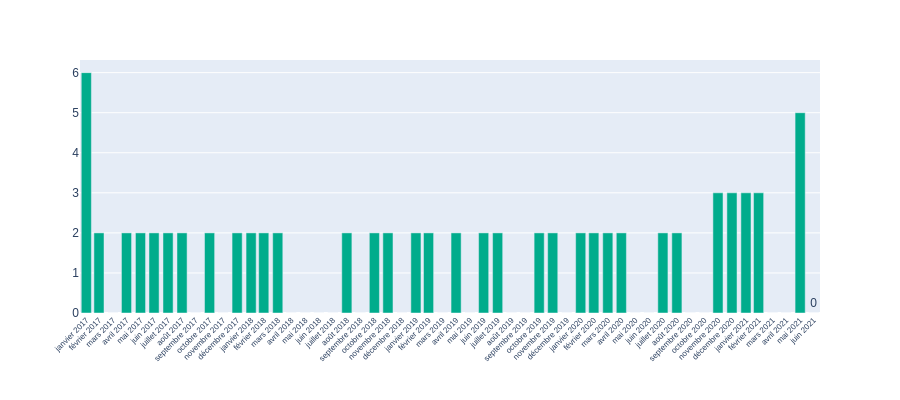 6
5
4
3
2
1
0
0
janvier 2017
février 2017
mars 2017
avril 2017
mai 2017
juin 2017
juillet 2017
août 2017
septembre 2017
octobre 2017
novembre 2017
décembre 2017
janvier 2018
février 2018
mars 2018
avril 2018
mai 2018
juin 2018
juillet 2018
août 2018
septembre 2018
octobre 2018
novembre 2018
décembre 2018
janvier 2019
février 2019
mars 2019
avril 2019
mai 2019
juin 2019
juillet 2019
août 2019
septembre 2019
octobre 2019
novembre 2019
décembre 2019
janvier 2020
février 2020
mars 2020
avril 2020
mai 2020
juin 2020
juillet 2020
août 2020
septembre 2020
octobre 2020
novembre 2020
décembre 2020
janvier 2021
février 2021
mars 2021
avril 2021
mai 2021
juin 2021